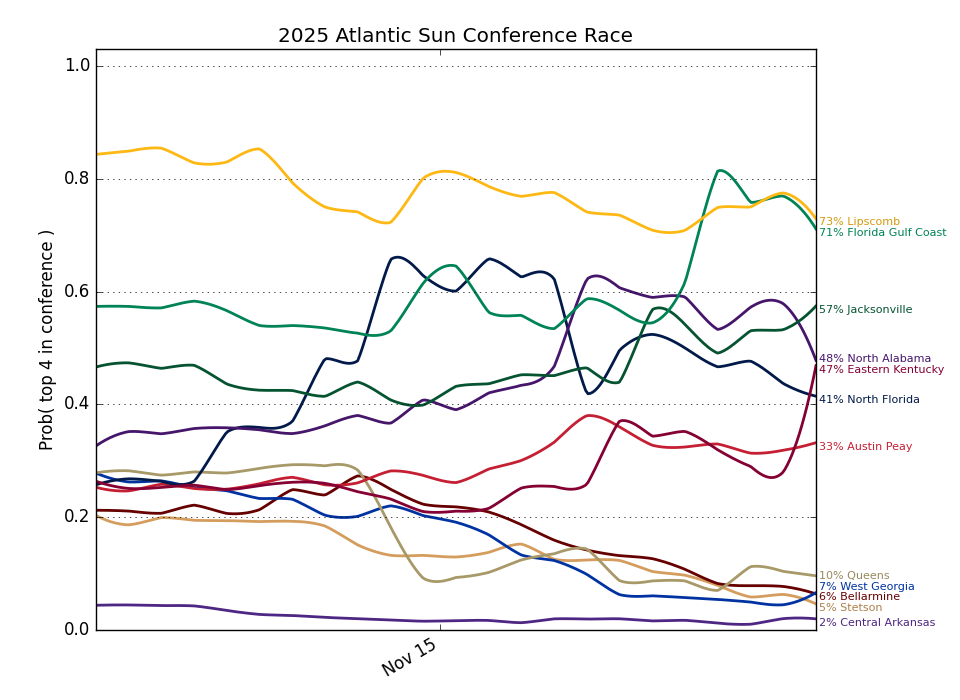 2025 Atlantic Sun Conference Race
Prob( top 4 in conference )
1.0
0.8
0.6
0.4
0.2
0.0
Nov 15
73% Lipscomb
71% Florida Gulf Coast
57% Jacksonville
48% North Alabama
47% Eastern Kentucky
41% North Florida
33% Austin Peay
10% Queens
7% West Georgia
6% Bellarmine
5% Stetson
2% Central Arkansas